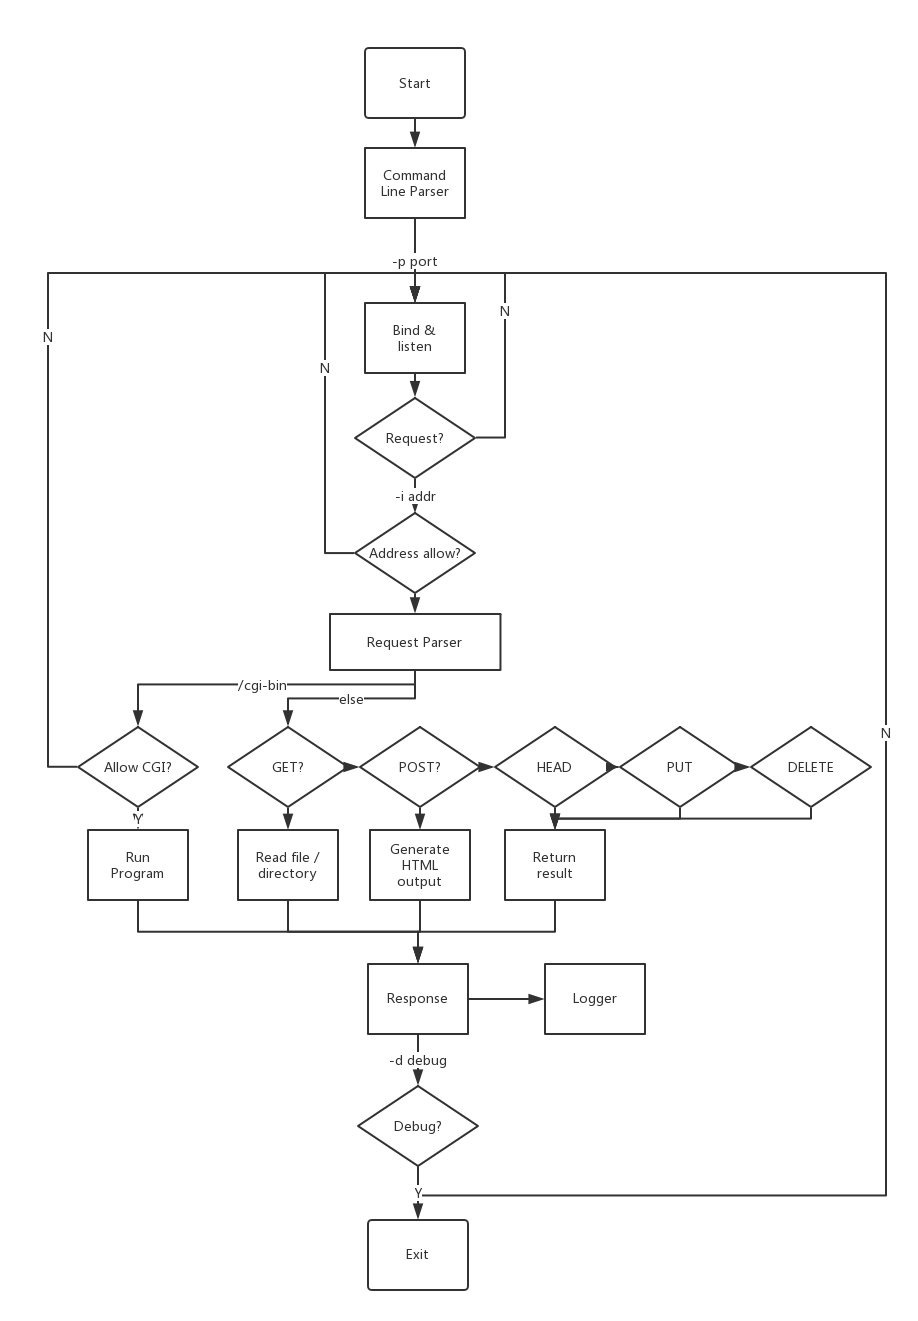 Start
Command
Line Parser
-p port
N
Bind &
listen
N
N
Request?
-i addr
Address allow?
Request Parser
/cgi-bin
else
N
Allow CGI?
GET?
POST?
HEAD
PUT
DELETE
Y
Run
Program
Read file /
directory
Generate
HTML
output
Return
result
Response
Logger
-d debug
Debug?
Y
Exit